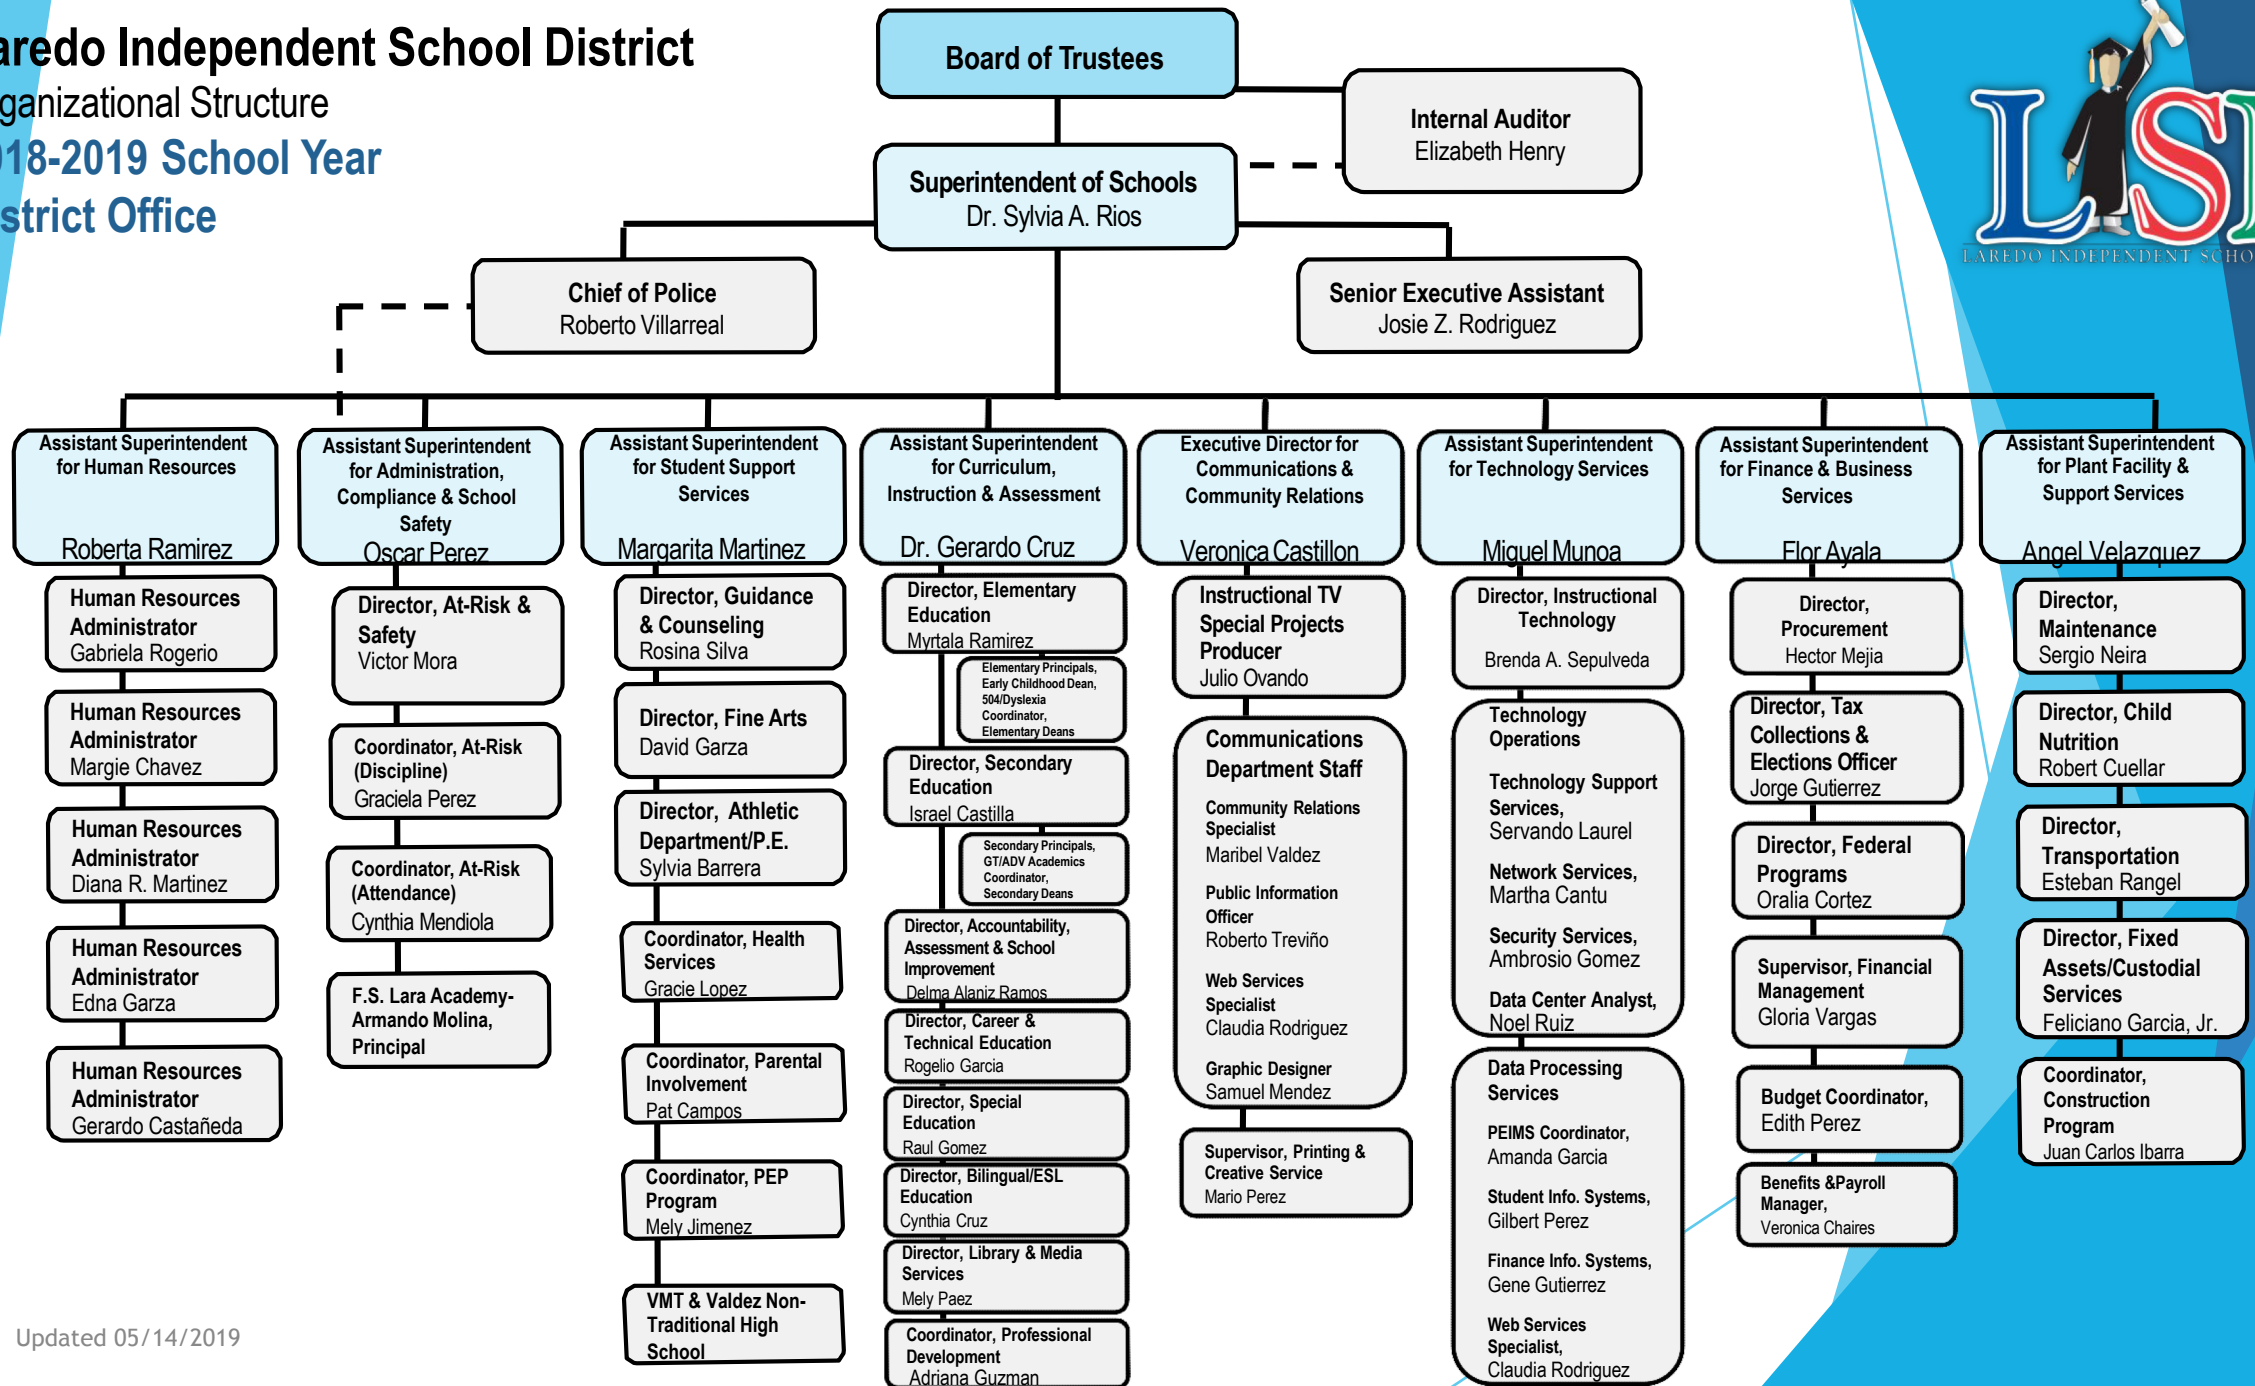 aredo Independent School District
ganizational Structure
018-2019 School Year
strict Office
Board of Trustees
Internal Auditor
Elizabeth Henry
Superintendent of Schools
Dr. Sylvia A. Rios
Chief of Police
Roberto Villarreal
Senior Executive Assistant
Josie Z. Rodriguez
LISD
LAREDO INDEPENDENT SCHO
Assistant Superintendent
for Human Resources
Roberta Ramirez
Human Resources
Administrator
Gabriela Rogerio
Human Resources
Administrator
Margie Chavez
Human Resources
Administrator
Diana R. Martinez
Human Resources
Administrator
Edna Garza
Human Resources
Administrator
Gerardo Castañeda
Assistant Superintendent
for Administration,
Compliance & School
Safety
Oscar Perez
Director, At-Risk &
Safety
Victor Mora
Coordinator, At-Risk
(Discipline)
Graciela Perez
Coordinator, At-Risk
(Attendance)
Cynthia Mendiola
F.S. Lara Academy-
Armando Molina,
Principal
Assistant Superintendent
for Student Support
Services
Margarita Martinez
Director, Guidance
& Counseling
Rosina Silva
Director, Fine Arts
David Garza
Director, Athletic
Department/P.E.
Sylvia Barrera
Coordinator, Health
Services
Gracie Lopez
Coordinator, Parental
Involvement
Pat Campos
Coordinator, PEP
Program
Mely Jimenez
VMT & Valdez Non-
Traditional High
School
Assistant Superintendent
for Curriculum,
Instruction & Assessment
Dr. Gerardo Cruz
Director, Elementary
Education
Myrtala Ramirez
Elementary Principals,
Early Childhood Dean,
504/Dyslexia
Coordinator,
Elementary Deans
Director, Secondary
Education
Israel Castilla
Secondary Principals,
GT/ADV Academics
Coordinator,
Secondary Deans
Director, Accountability,
Assessment & School
Improvement
Delma Alaniz Ramos
Director, Career &
Technical Education
Rogelio Garcia
Director, Special
Education
Raul Gomez
Director, Bilingual/ESL
Education
Cynthia Cruz
Director, Library & Media
Services
Mely Paez
Coordinator, Professional
Development
Adriana Guzman
Executive Director for
Communications &
Community Relations
Veronica Castillon
Instructional TV
Special Projects
Producer
Julio Ovando
Communications
Department Staff
Community Relations
Specialist
Maribel Valdez
Public Information
Officer
Roberto Treviño
Web Services
Specialist
Claudia Rodriguez
Graphic Designer
Samuel Mendez
Supervisor, Printing &
Creative Service
Mario Perez
Assistant Superintendent
for Technology Services
Miguel Munoa
Director, Instructional
Technology
Brenda A. Sepulveda
Technology
Operations
Technology Support
Services,
Servando Laurel
Network Services,
Martha Cantu
Security Services,
Ambrosio Gomez
Data Center Analyst,
Noel Ruiz
Data Processing
Services
PEIMS Coordinator,
Amanda Garcia
Student Info. Systems,
Gilbert Perez
Finance Info. Systems,
Gene Gutierrez
Web Services
Specialist,
Claudia Rodriguez
Assistant Superintendent
for Finance & Business
Services
Flor Ayala
Director,
Procurement
Hector Mejia
Director, Tax
Collections &
Elections Officer
Jorge Gutierrez
Director, Federal
Programs
Oralia Cortez
Supervisor, Financial
Management
Gloria Vargas
Budget Coordinator,
Edith Perez
Benefits &Payroll
Manager,
Veronica Chaires
Assistant Superintendent
for Plant Facility &
Support Services
Angel Velazquez
Director,
Maintenance
Sergio Neira
Director, Child
Nutrition
Robert Cuellar
Director,
Transportation
Esteban Rangel
Director, Fixed
Assets/Custodial
Services
Feliciano Garcia, Jr.
Coordinator,
Construction
Program
Juan Carlos Ibarra
Updated 05/14/2019